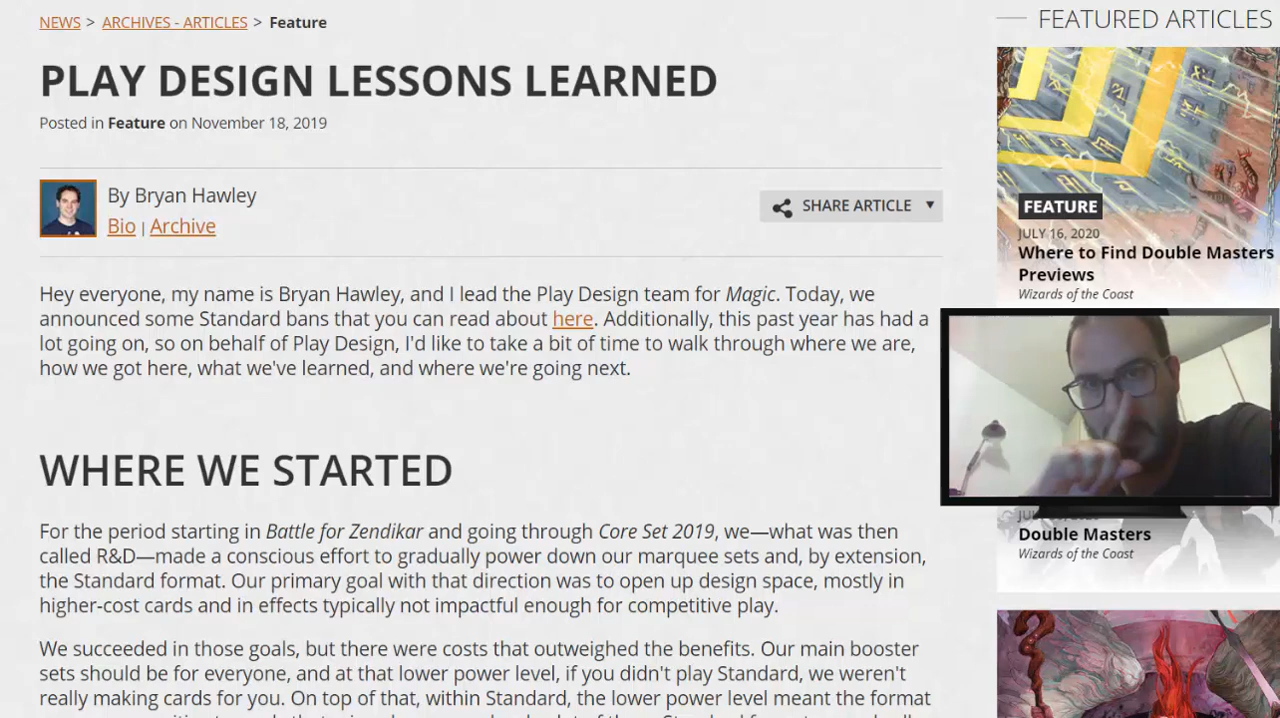 NEWS > ARCHIVES - ARTICLES > Feature
PLAY DESIGN LESSONS LEARNED
Posted in Feature on November 18, 2019
By Bryan Hawley
Bio | Archive
SHARE ARTICLE
Hey everyone, my name is Bryan Hawley, and I lead the Play Design team for Magic. Today, we
announced some Standard bans that you can read about here. Additionally, this past year has had a
lot going on, so on behalf of Play Design, I'd like to take a bit of time to walk through where we are,
how we got here, what we've learned, and where we're going next.
WHERE WE STARTED
For the period starting in Battle for Zendikar and going through Core Set 2019, we—what was then
called R&D—made a conscious effort to gradually power down our marquee sets and, by extension,
the Standard format. Our primary goal with that direction was to open up design space, mostly in
higher-cost cards and in effects typically not impactful enough for competitive play.
We succeeded in those goals, but there were costs that outweighed the benefits. Our main booster
sets should be for everyone, and at that lower power level, if you didn't play Standard, we weren't
really making cards for you. On top of that, within Standard, the lower power level meant the format
FEATURED ARTICLES
FEATURE
JULY 16, 2020
Where to Find Double Masters
Previews
Wizards of the Coast
Double Masters
Wizards of the Coast